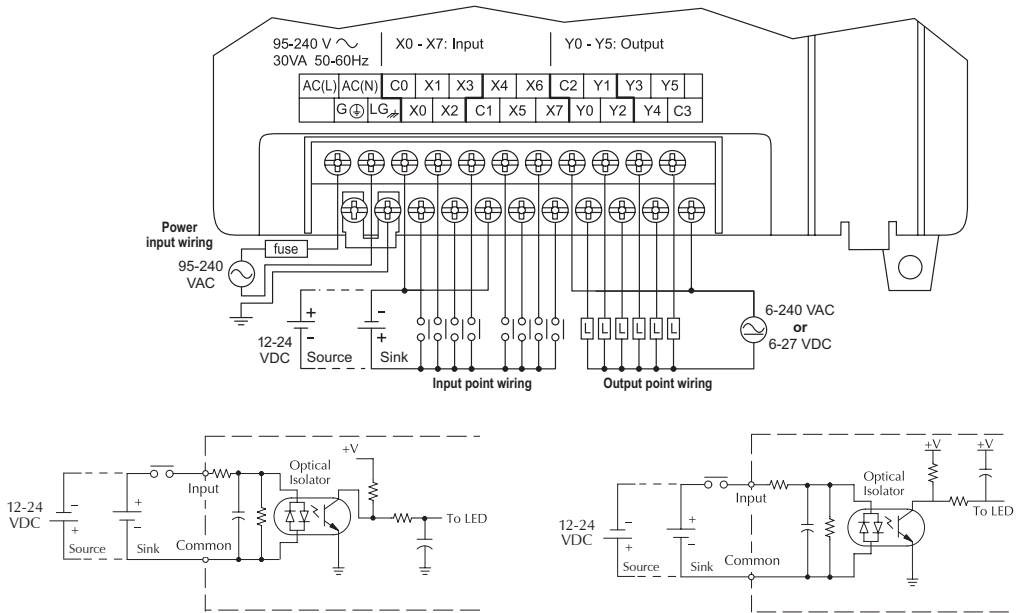 95-240 V
30VA 50-60Hz
X0 - X7: Input
Y0 - Y5: Output
AC(L) AC(N) C0 X1 X3 X4 X6 C2 Y1 Y3 Y5
G LG X0 X2 C1 X5 X7 Y0 Y2 Y4 C3
Power
input wiring
fuse
95-240
VAC
+
-
12-24
VDC
Source
-
+
Sink
L L L L L L
6-240 VAC
or
6-27 VDC
Input point wiring
Output point wiring
+V
Optical
Isolator
Input
12-24
VDC
-
+
Source
+
-
Sink
Common
To LED
+V
+V
Optical
Isolator
Input
To LED
12-24
VDC
-
+
Source
+
-
Sink
Common